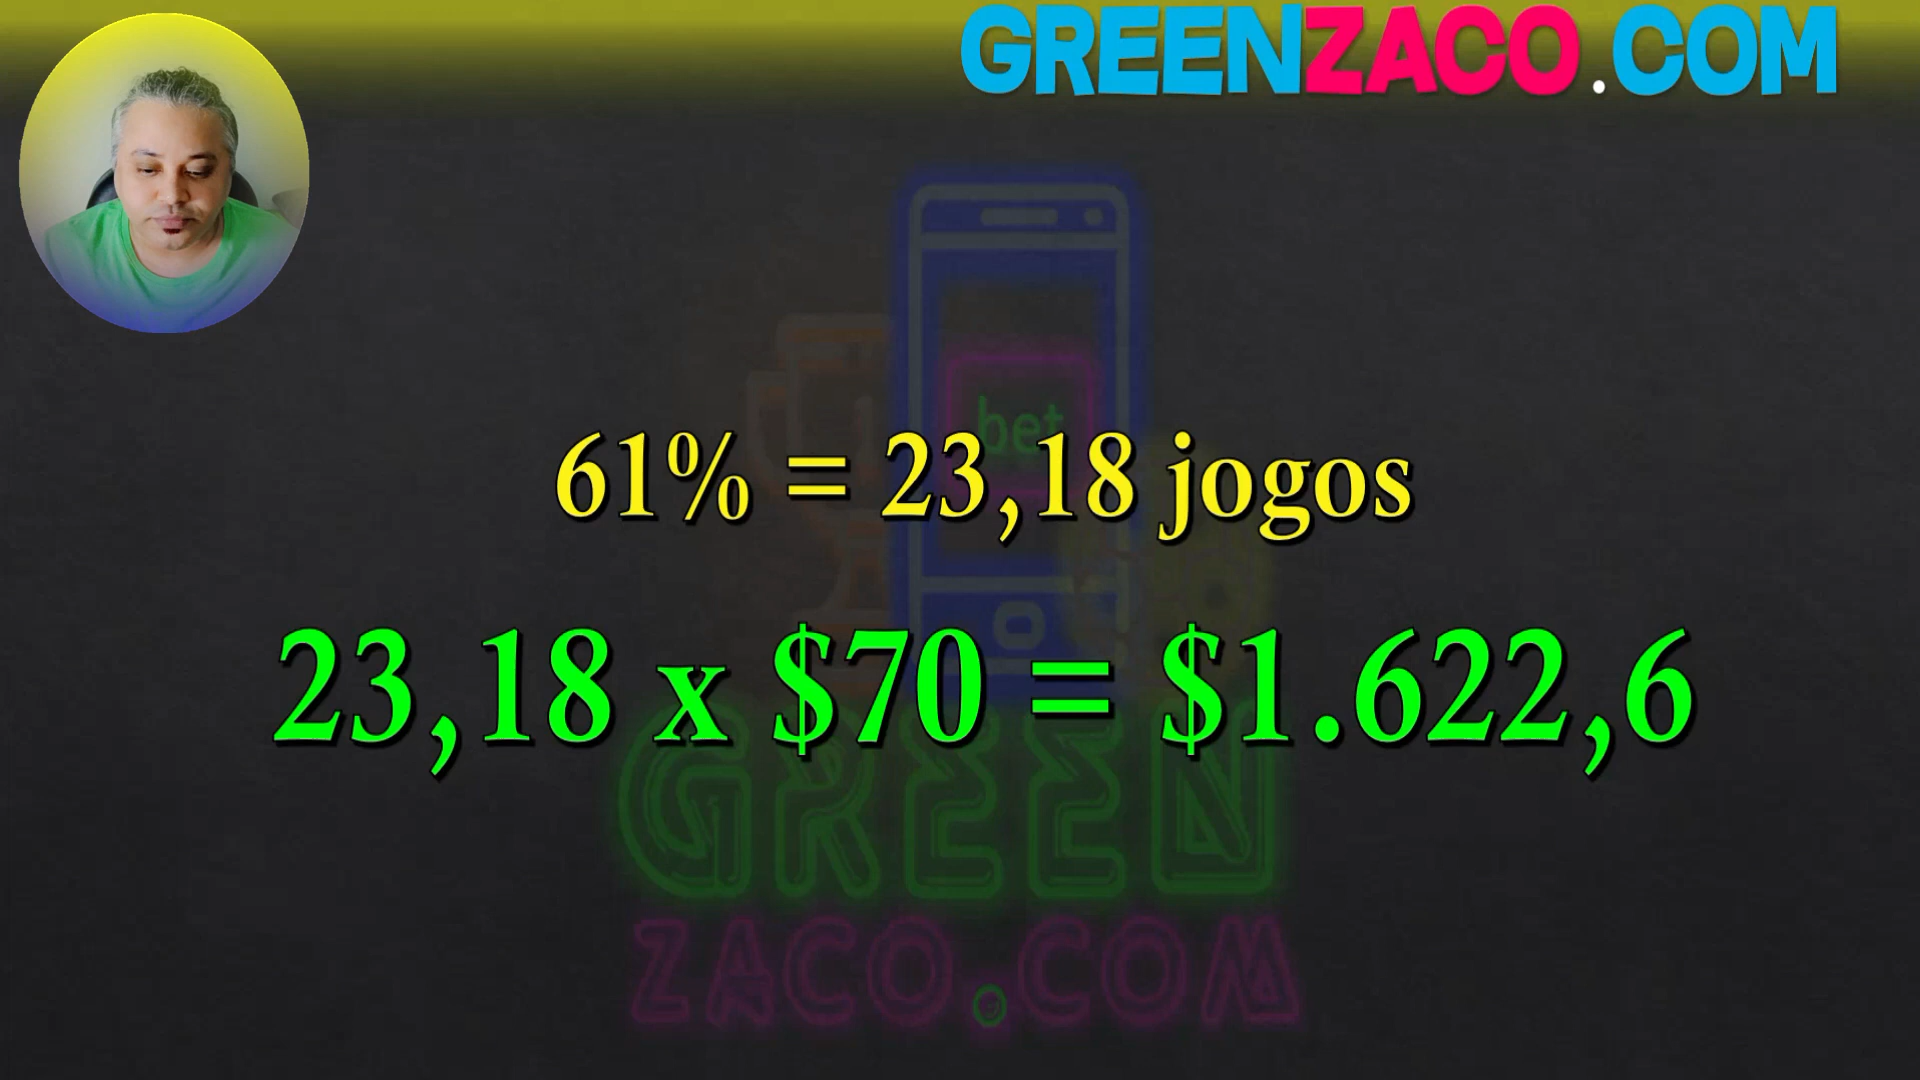 GREENZACO.COM
bet
61% = 23,18 jogos
23,18 x $70 = $1.622,6
GREEN
ZACO.COM